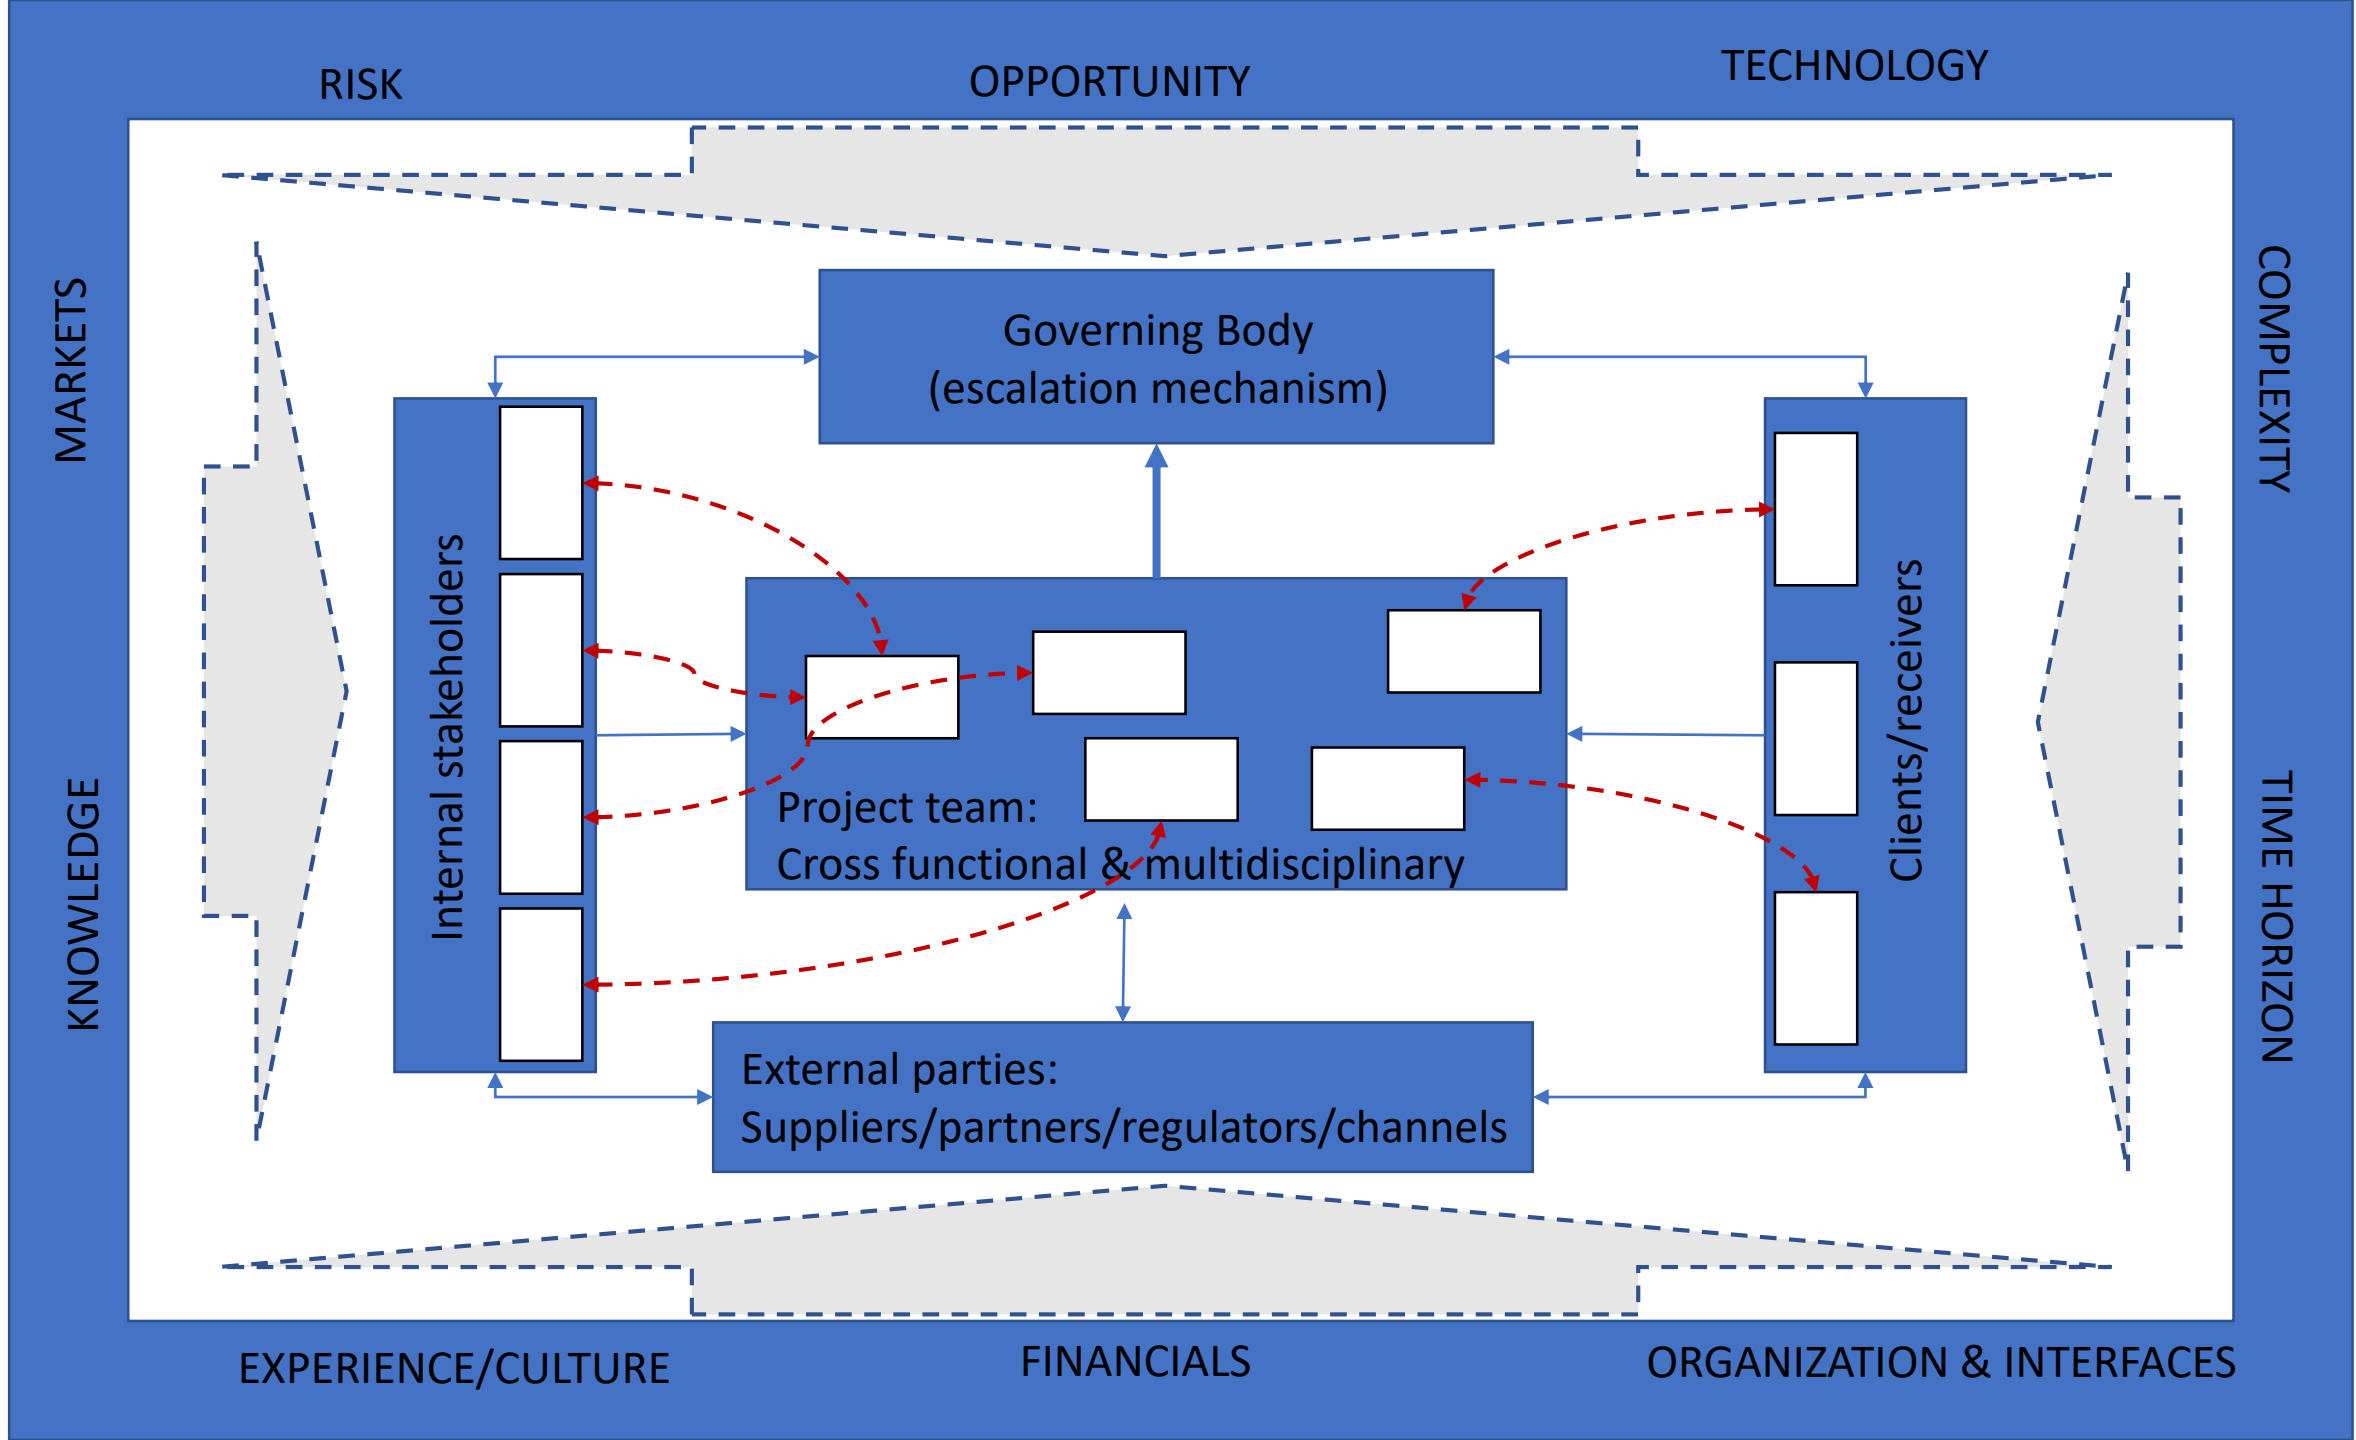 RISK
OPPORTUNITY
TECHNOLOGY
MARKETS
KNOWLEDGE
COMPLEXITY
TIME HORIZON
Governing Body
(escalation mechanism)
Internal stakeholders
Project team:
Cross functional & multidisciplinary
Clients/receivers
External parties:
Suppliers/partners/regulators/channels
EXPERIENCE/CULTURE
FINANCIALS
ORGANIZATION & INTERFACES